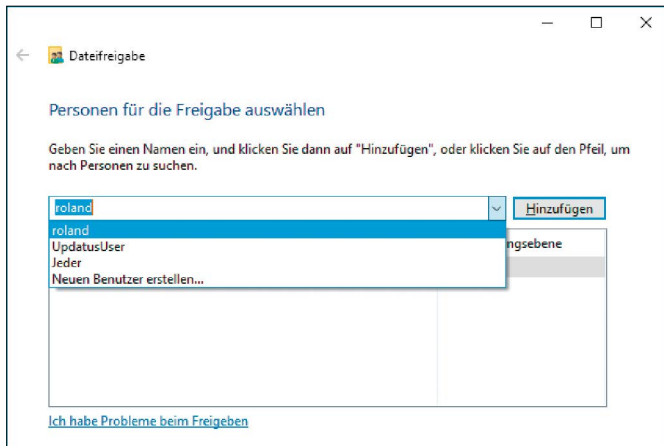 Dateifreigabe
Personen für die Freigabe auswählen
Geben Sie einen Namen ein, und klicken Sie dann auf "Hinzufügen", oder klicken Sie auf den Pfeil, um
nach Personen zu suchen.
roland
Hinzufügen
roland
UpdatusUser
Jeder
Neuen Benutzer erstellen...
ngsebene
Ich habe Probleme beim Freigeben